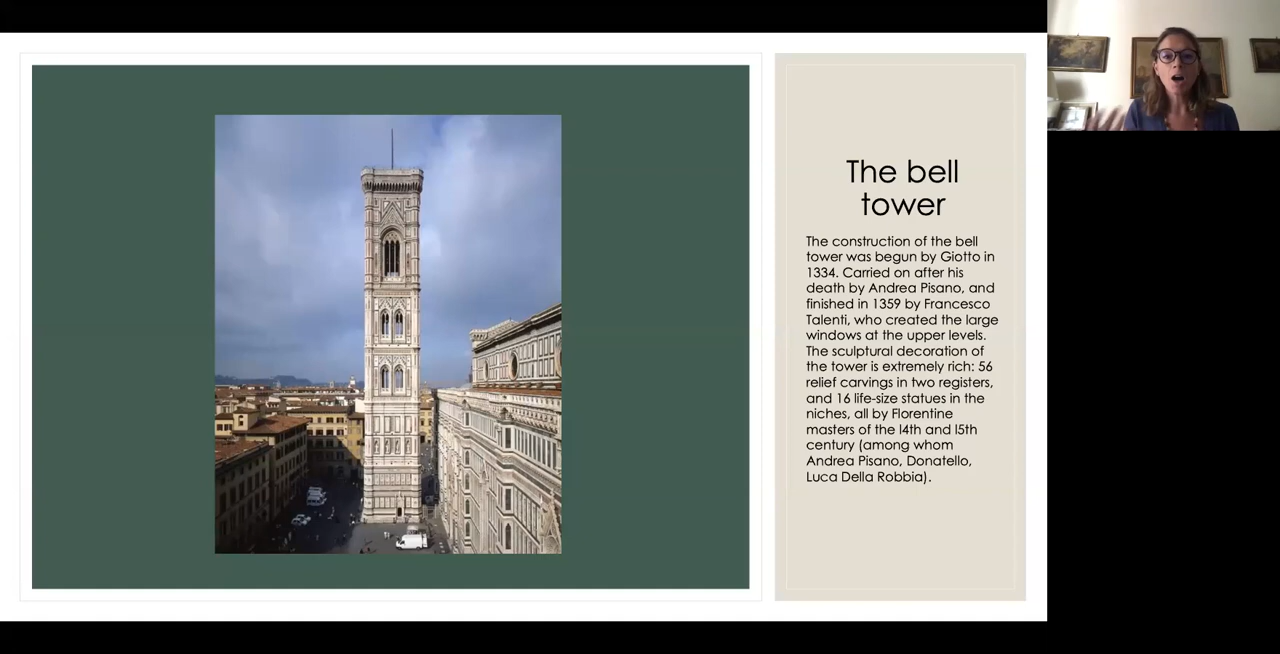 The bell
tower
The construction of the bell
tower was begun by Giotto in
1334. Carried on after his
death by Andrea Pisano, and
finished in 1359 by Francesco
Talenti, who created the large
windows at the upper levels.
The sculptural decoration of
the tower is extremely rich: 56
relief carvings in two registers,
and 16 life-size statues in the
niches, all by Florentine
masters of the l4th and l5th
century (among whom
Andrea Pisano, Donatello,
Luca Della Robbia).